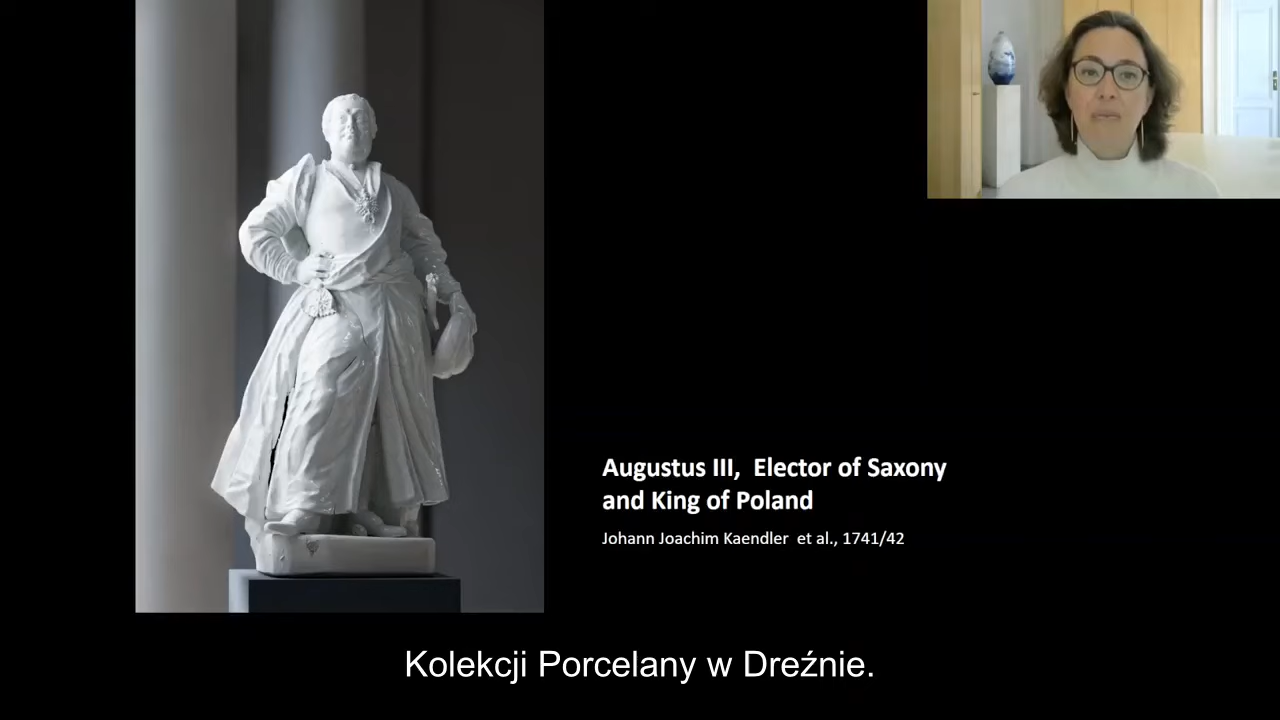 Augustus III,  Elector of Saxony
and King of Poland
Johann Joachim Kaendler  et al., 1741/42
Kolekcji Porcelany w Dreźnie.